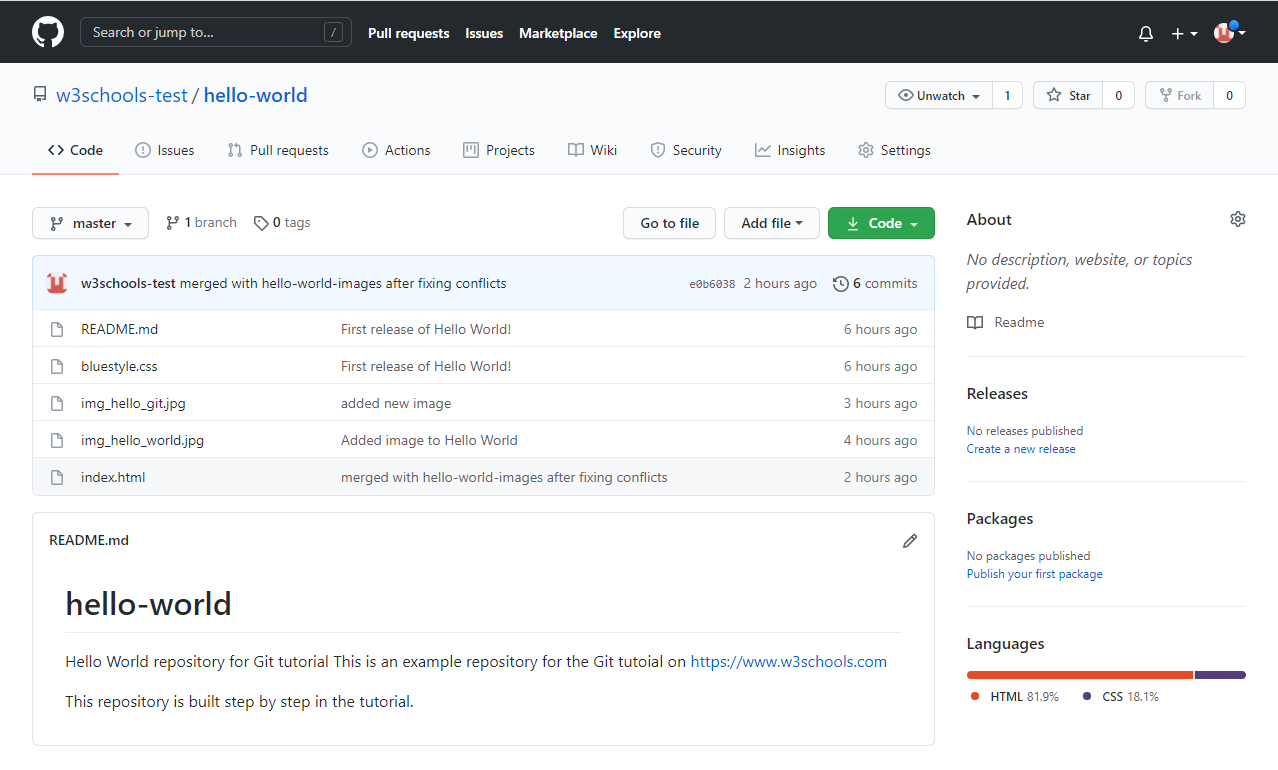 Search or jump to... / Pull requests Issues Marketplace Explore
w3schools-test / hello-world Unwatch 1 Star 0 Fork 0
Code Issues Pull requests Actions Projects Wiki Security Insights Settings
master 1 branch 0 tags Go to file Add file Code
w3schools-test merged with hello-world-images after fixing conflicts e0b6038 2 hours ago 6 commits
README.md First release of Hello World! 6 hours ago
bluestyle.css First release of Hello World! 6 hours ago
img_hello_git.jpg added new image 3 hours ago
img_hello_world.jpg Added image to Hello World 4 hours ago
index.html merged with hello-world-images after fixing conflicts 2 hours ago
README.md
hello-world
Hello World repository for Git tutorial This is an example repository for the Git tutoial on https://www.w3schools.com
This repository is built step by step in the tutorial.
About
No description, website, or topics
provided.
Readme
Releases
No releases published
Create a new release
Packages
No packages published
Publish your first package
Languages
HTML 81.9% CSS 18.1%